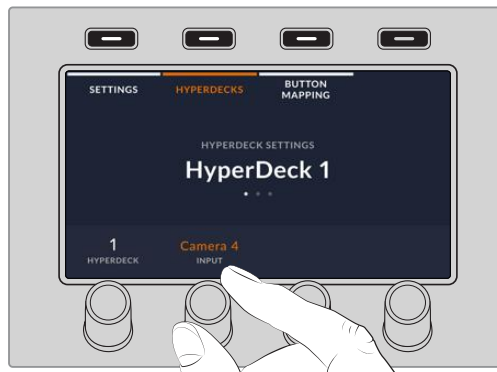 SETTINGS
HYPERDECKS
BUTTON
MAPPING
HYPERDECK SETTINGS
HyperDeck 1
1
HYPERDECK
Camera 4
INPUT